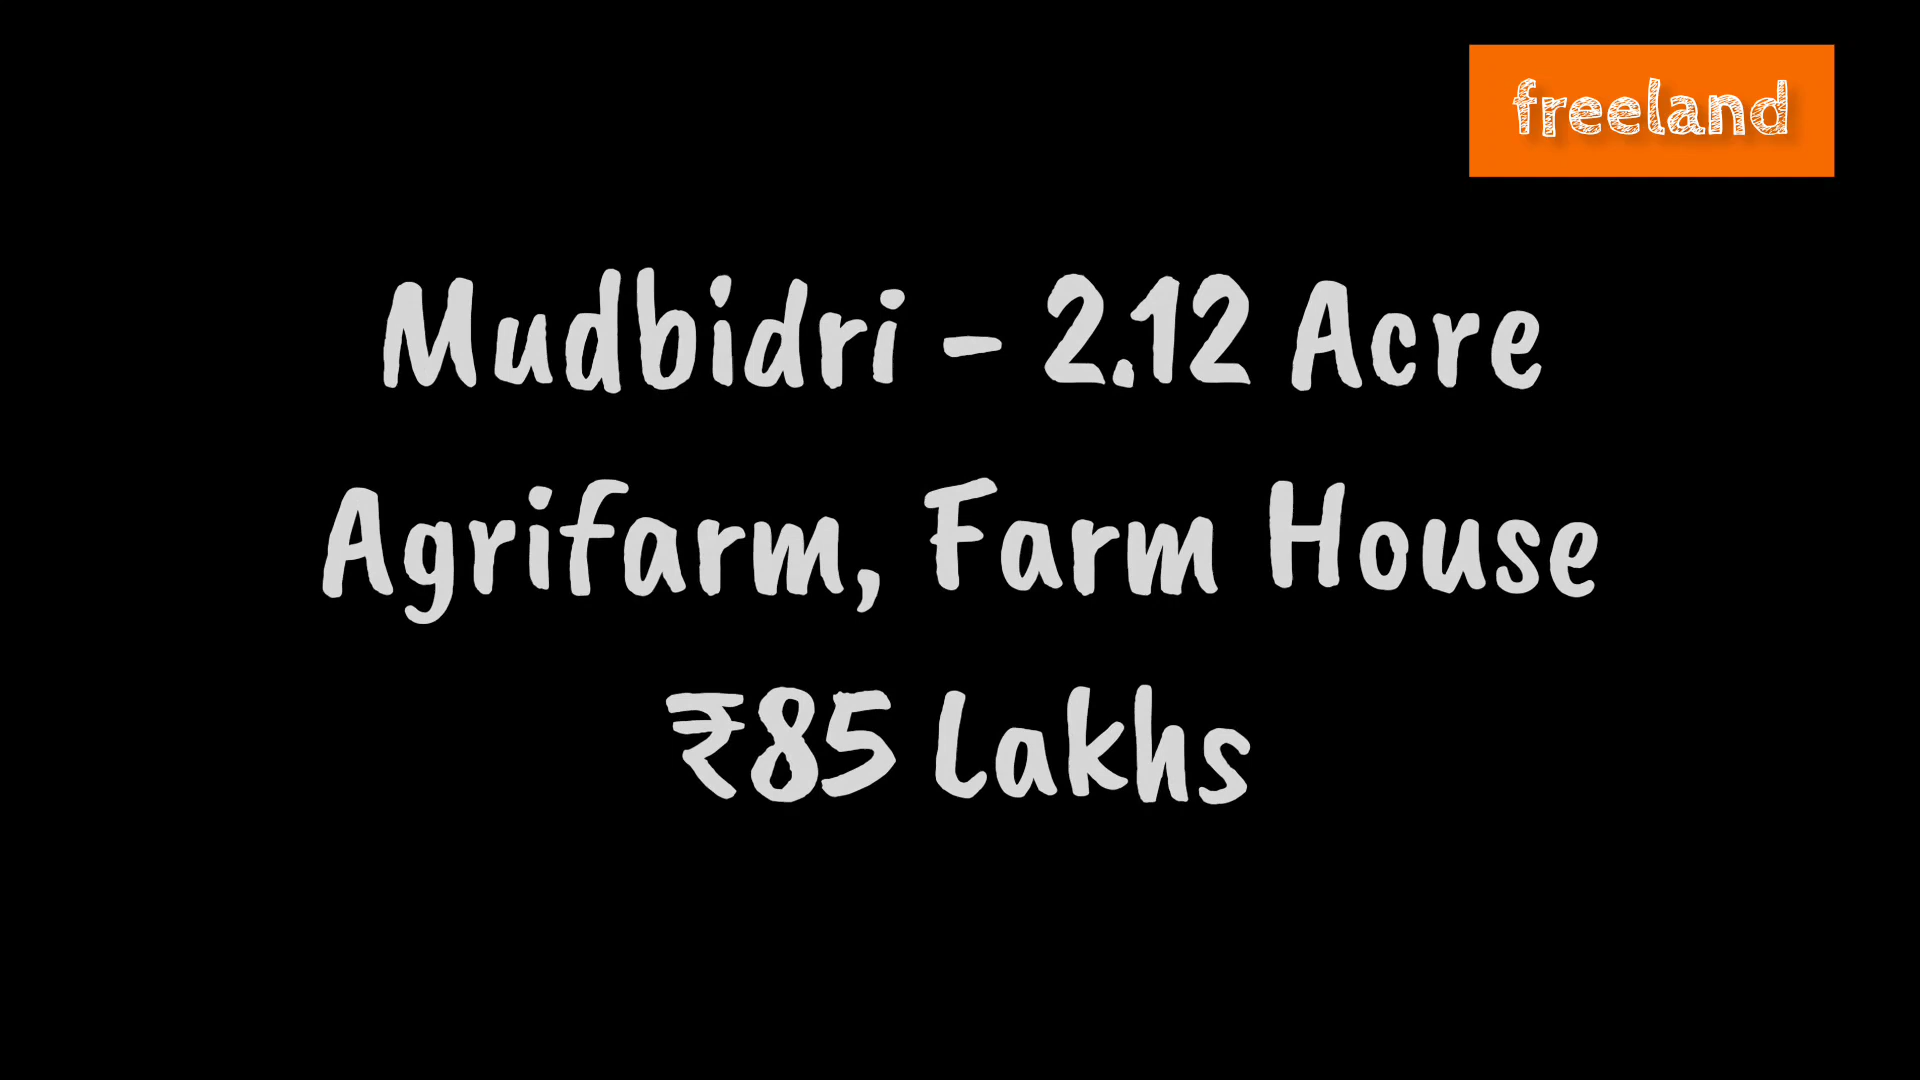 freeland
Mudbidri - 2.12 Acre
Agrifarm, Farm House
₹85 Lakhs